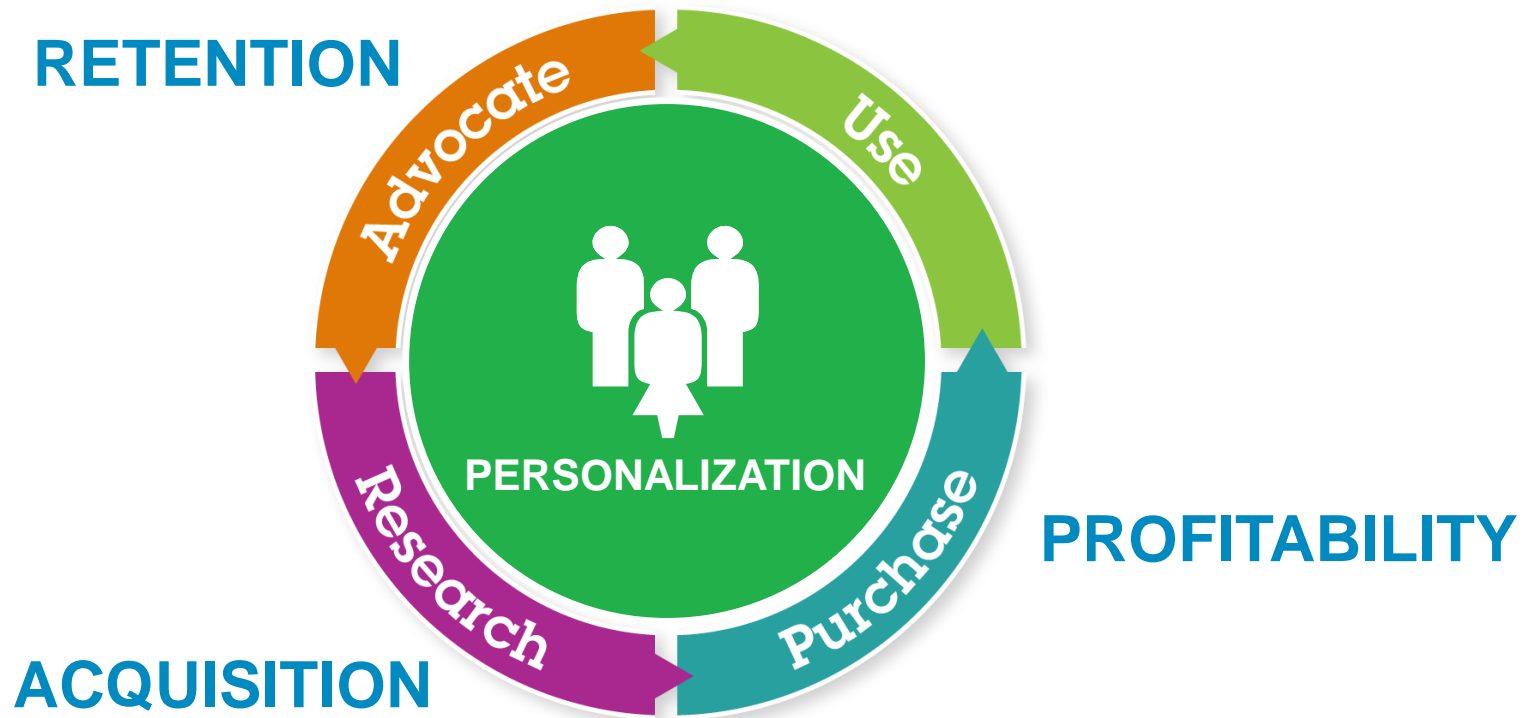 RETENTION
Advocate
Use
PERSONALIZATION
Research
Purchase
PROFITABILITY
ACQUISITION